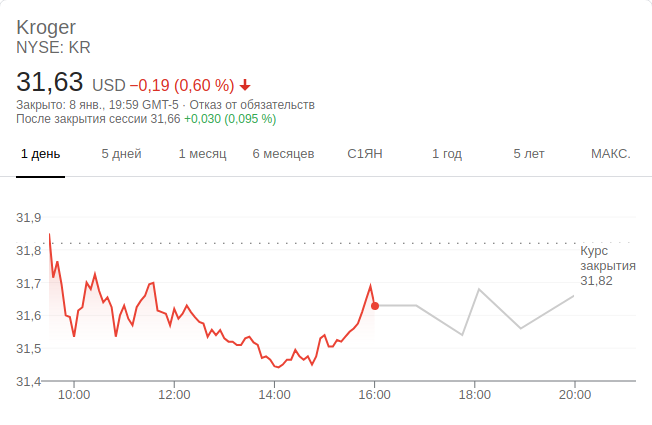 Kroger
NYSE: KR
31,63 USD −0,19 (0,60 %)
Закрыто: 8 янв., 19:59 GMT-5 · Отказ от обязательств
После закрытия сессии 31,66 +0,030 (0,095 %)
1 день 5 дней 1 месяц 6 месяцев С1ЯН 1 год 5 лет МАКС.
31,9
31,8
31,7
31,6
31,5
31,4
Курс
закрытия
31,82
10:00 12:00 14:00 16:00 18:00 20:00